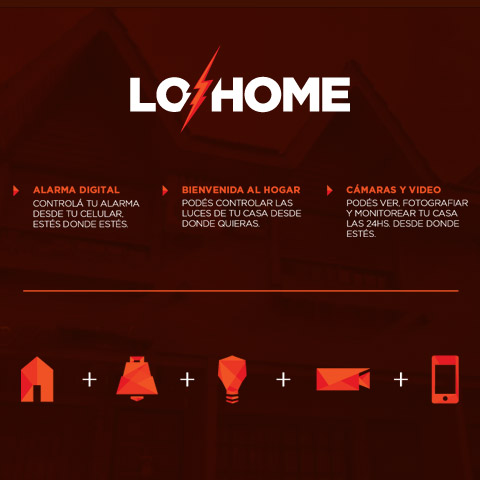 LO HOME
ALARMA DIGITAL
CONTROLÁ TU ALARMA
DESDE TU CELULAR,
ESTÉS DONDE ESTÉS.
BIENVENIDA AL HOGAR
PODÉS CONTROLAR LAS
LUCES DE TU CASA DESDE
DONDE QUIERAS.
CÁMARAS Y VIDEO
PODÉS VER, FOTOGRAFIAR
Y MONITOREAR TU CASA
LAS 24HS. DESDE DONDE
ESTÉS.
+ + + +